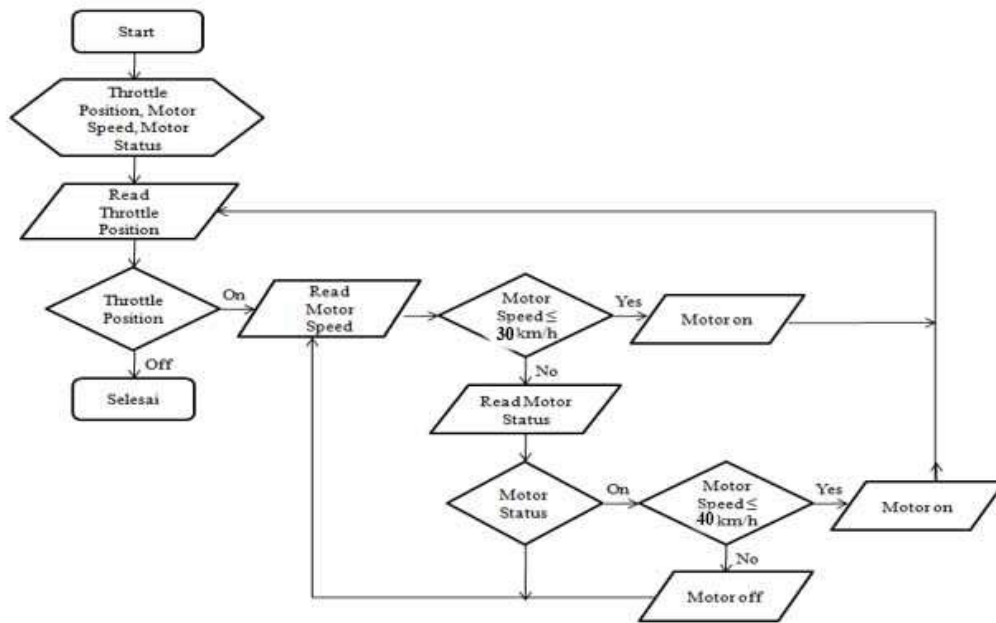 Start
Throttle
Position, Motor
Speed, Motor
Status
Read
Throttle
Position
Throttle
Position
On
Read
Motor
Speed
Motor
Speed ≤
30 km/h
Yes
Motor on
Off
Selesai
No
Read Motor
Status
Motor
Status
On
Motor
Speed ≤
40 km/h
Yes
Motor on
No
Motor off